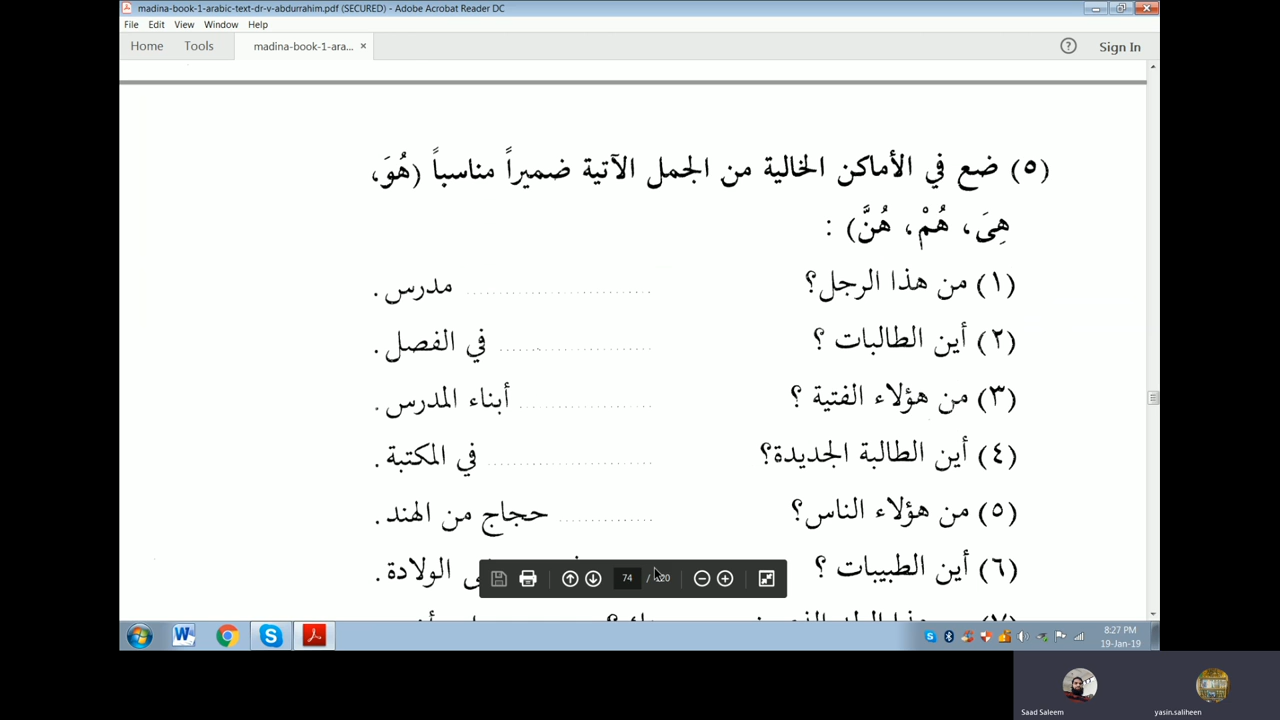 madina-book-1-arabic-text-dr-v-abdurrahim.pdf (SECURED) - Adobe Acrobat Reader DC
File Edit View Window Help
Home Tools madina-book-1-ara... × ? Sign In
(٥) ضع في الأماكن الخالية من الجمل الآتية ضميراً مناسباً (هُوَ،
هِىَ، هُمْ، هُنَّ) :
(١) من هذا الرجل؟ .................... مدرس .
(٢) أين الطالبات ؟ .................... في الفصل .
(٣) من هؤلاء الفتية ؟ .................... أبناء المدرس .
(٤) أين الطالبة الجديدة؟ .................... في المكتبة .
(٥) من هؤلاء الناس؟ .................... حجاج من الهند .
(٦) أين الطبيبات ؟ الولادة .
74 /
8:27 PM
19-Jan-19
Saad Saleem yasin.saliheen